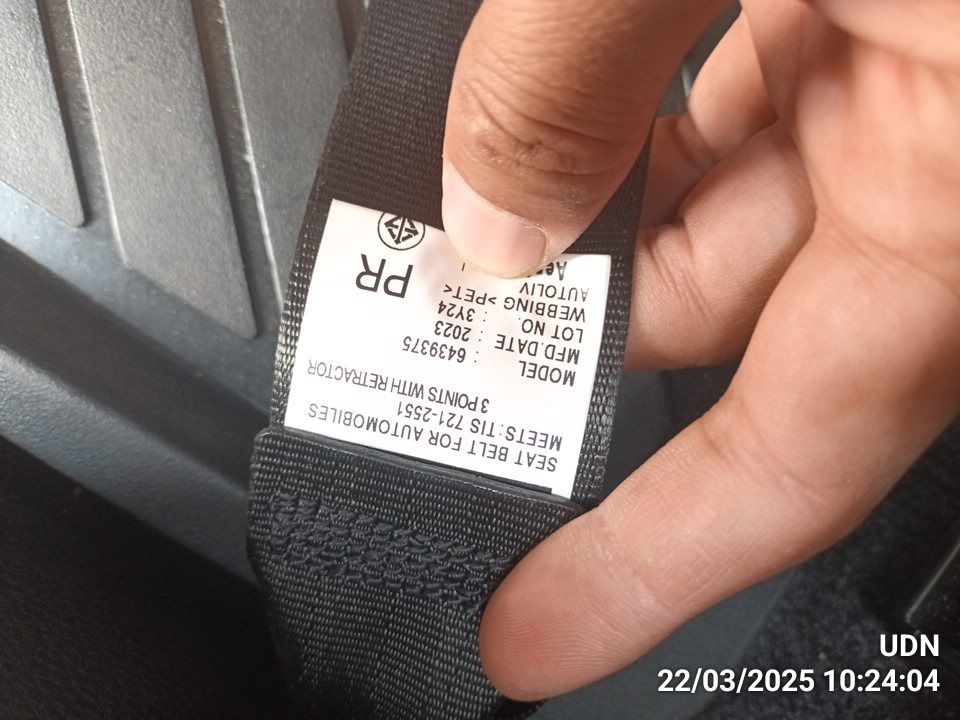 SEAT BELT FOR AUTOMOBILES
MEETS: TIS 721-2551
3 POINTS WITH RETRACTOR
MODEL : 6439375
MFD.DATE : 2023
LOT NO. : 3Y24
WEBBING >PET<
AUTOLIV
PR
UDN
22/03/2025 10:24:04